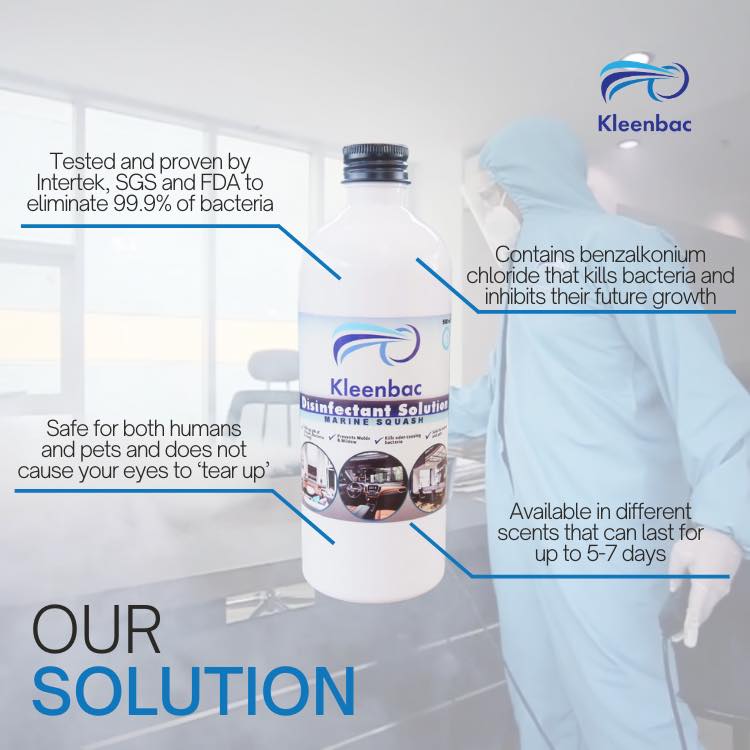 Kleenbac
Tested and proven by
Intertek, SGS and FDA to
eliminate 99.9% of bacteria
Contains benzalkonium
chloride that kills bacteria and
inhibits their future growth
Kleenbac
Disinfectant Solution
MARINE SQUASH
Prevents Molds
& Mildew
Kills odor-causing
bacteria
Safe for both humans
and pets and does not
cause your eyes to ‘tear up’
Available in different
scents that can last for
up to 5-7 days
OUR
SOLUTION